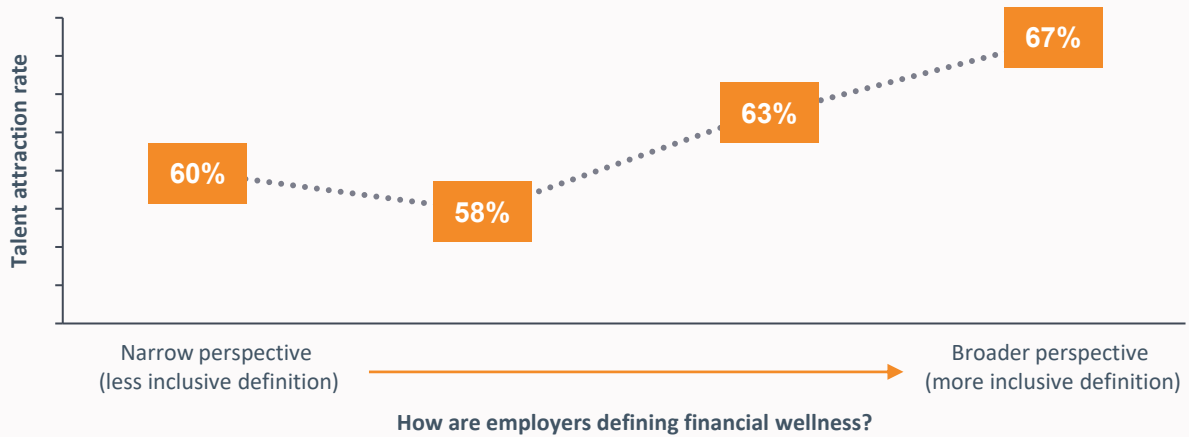 Talent attraction rate
60%
58%
63%
67%
Narrow perspective
(less inclusive definition)
Broader perspective
(more inclusive definition)
How are employers defining financial wellness?